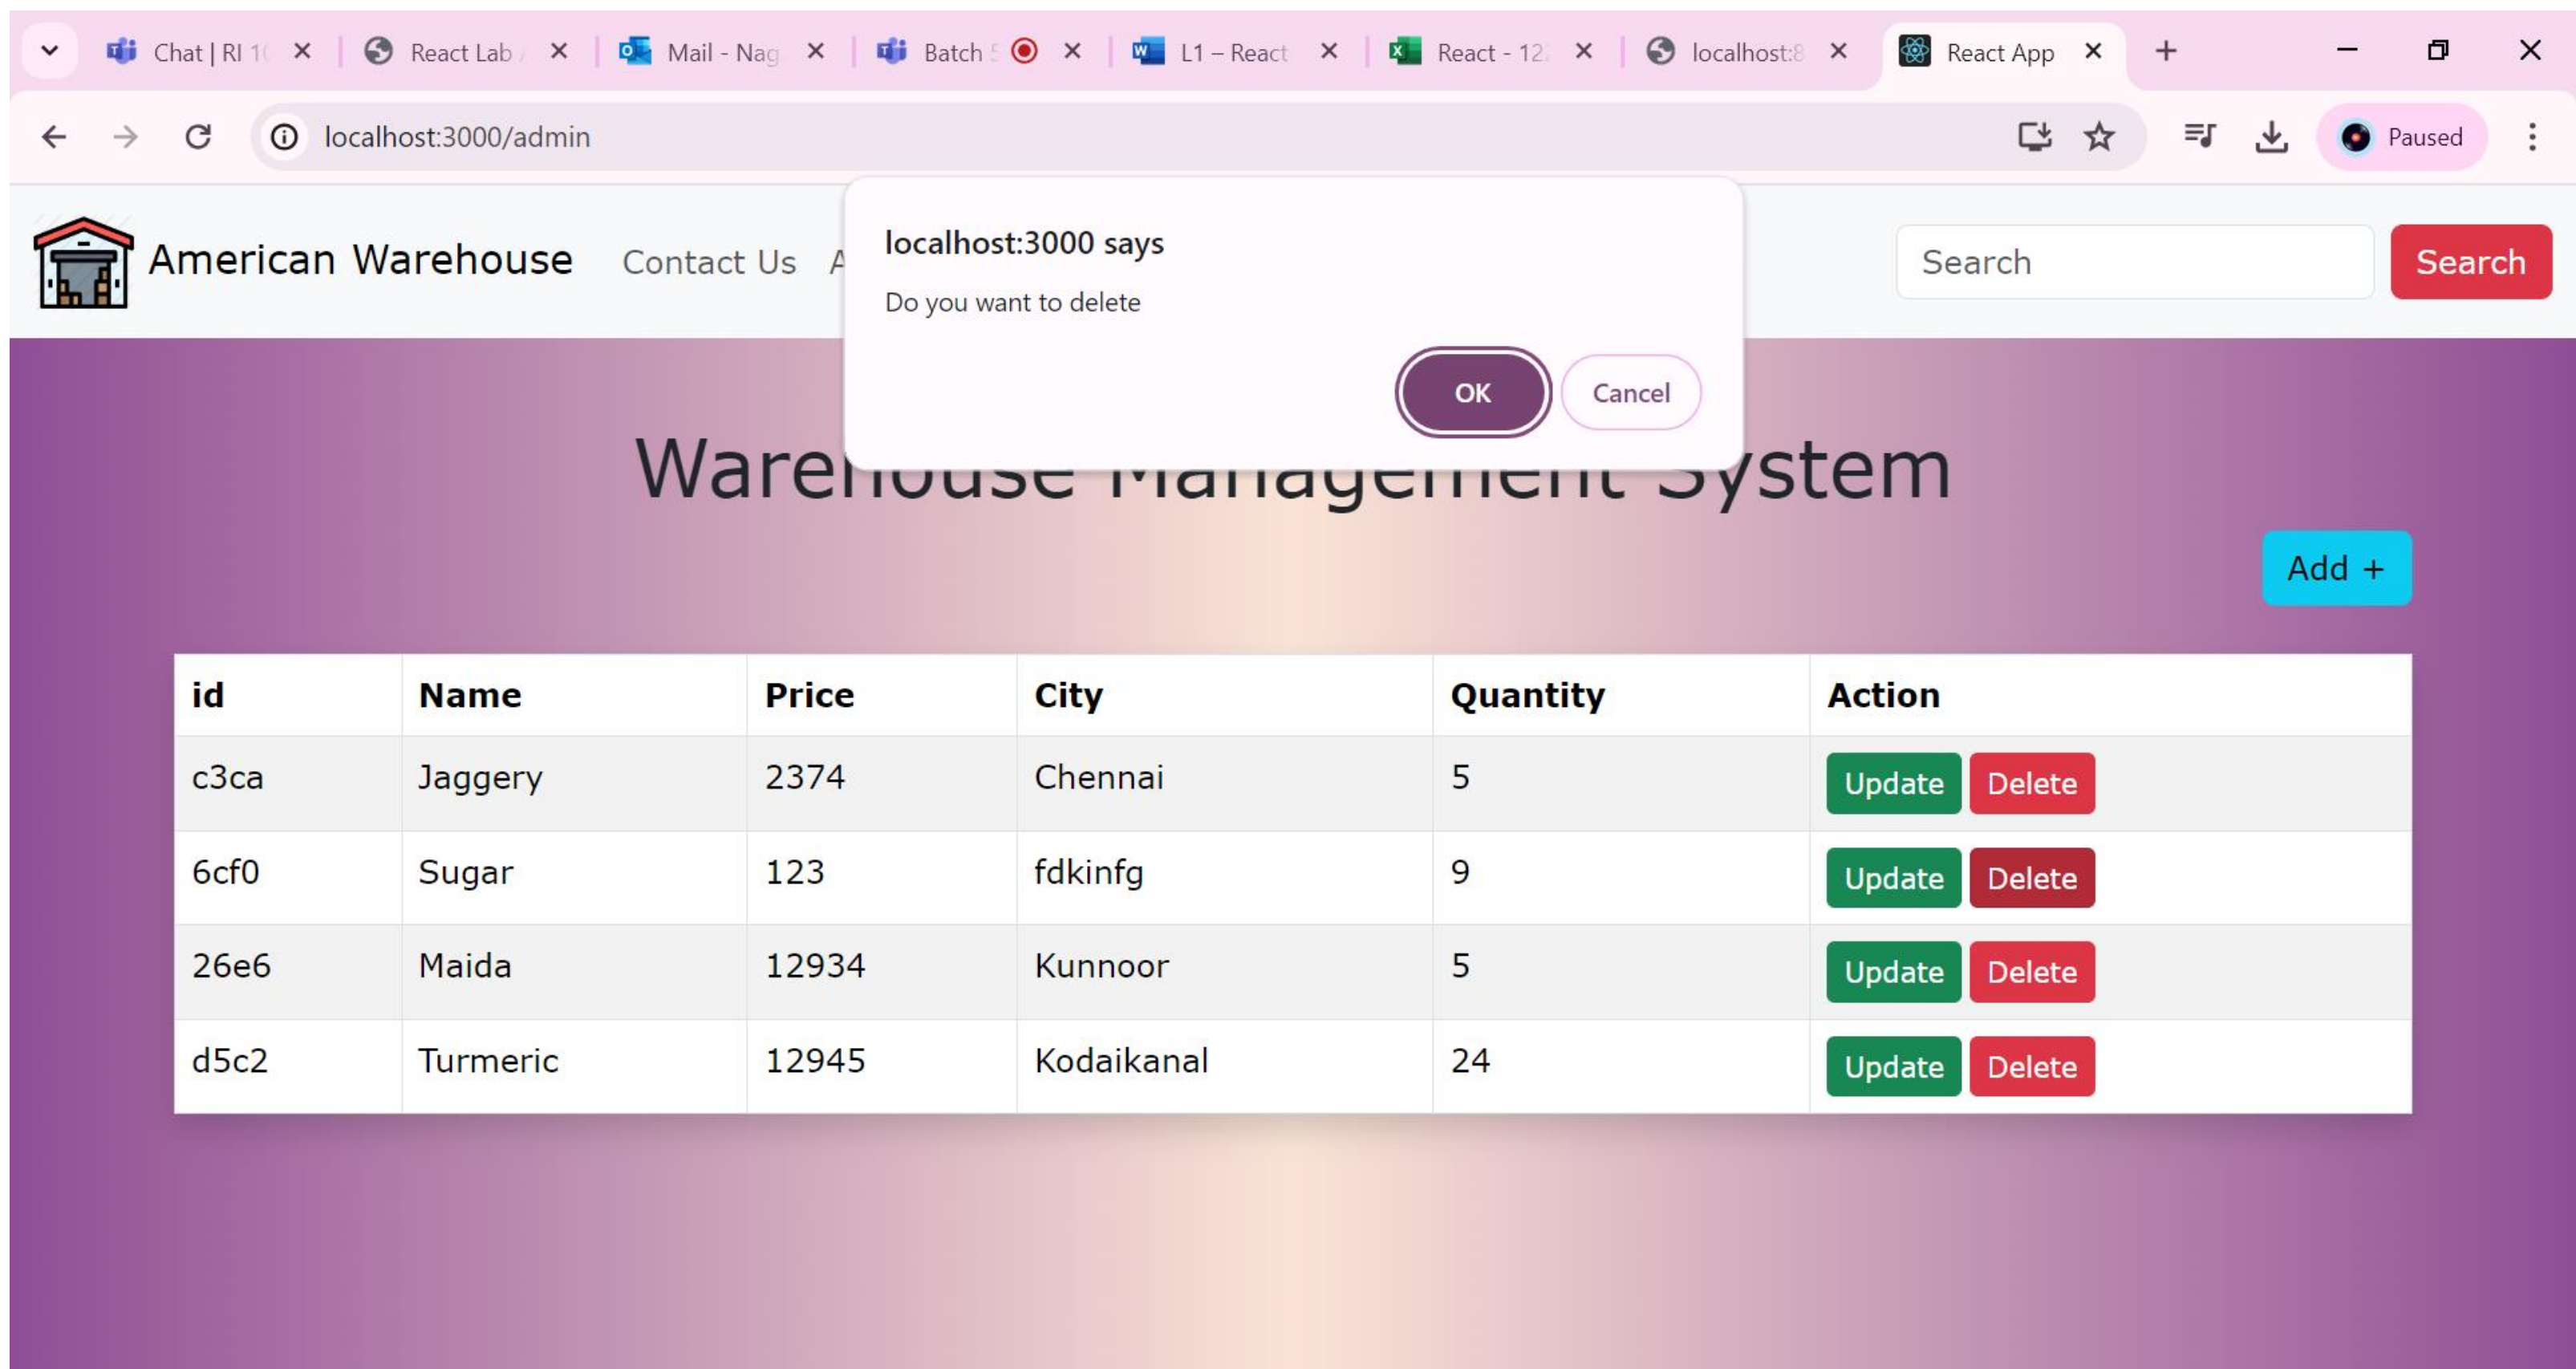 Chat | RI 1 React Lab Mail - Nag Batch L1 – React React - 12 localhost:8 React App
localhost:3000/admin Paused
American Warehouse Contact Us Search Search
localhost:3000 says
Do you want to delete
OK Cancel
Warehouse Management System
Add +
id Name Price City Quantity Action
c3ca Jaggery 2374 Chennai 5 Update Delete
6cf0 Sugar 123 fdkinfg 9 Update Delete
26e6 Maida 12934 Kunnoor 5 Update Delete
d5c2 Turmeric 12945 Kodaikanal 24 Update Delete